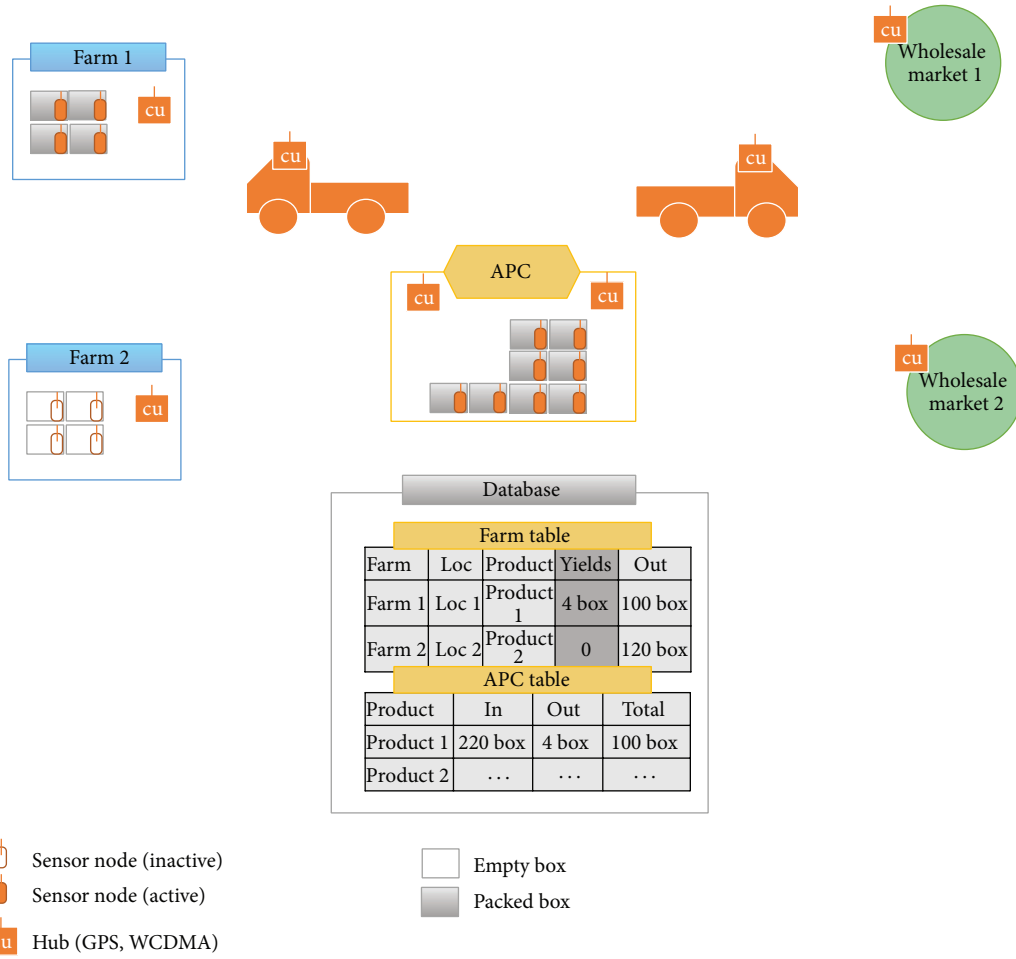 Farm 1
cu
cu
cu
cu
Wholesale
market 1
APC
cu
cu
Farm 2
cu
cu
Wholesale
market 2
Database
Farm table
Farm Loc Product Yields Out
Farm 1 Loc 1 Product 1 4 box 100 box
Farm 2 Loc 2 Product 2 0 120 box
APC table
Product In Out Total
Product 1 220 box 4 box 100 box
Product 2 ... ... ...
Sensor node (inactive)
Sensor node (active)
cu Hub (GPS, WCDMA)
Empty box
Packed box